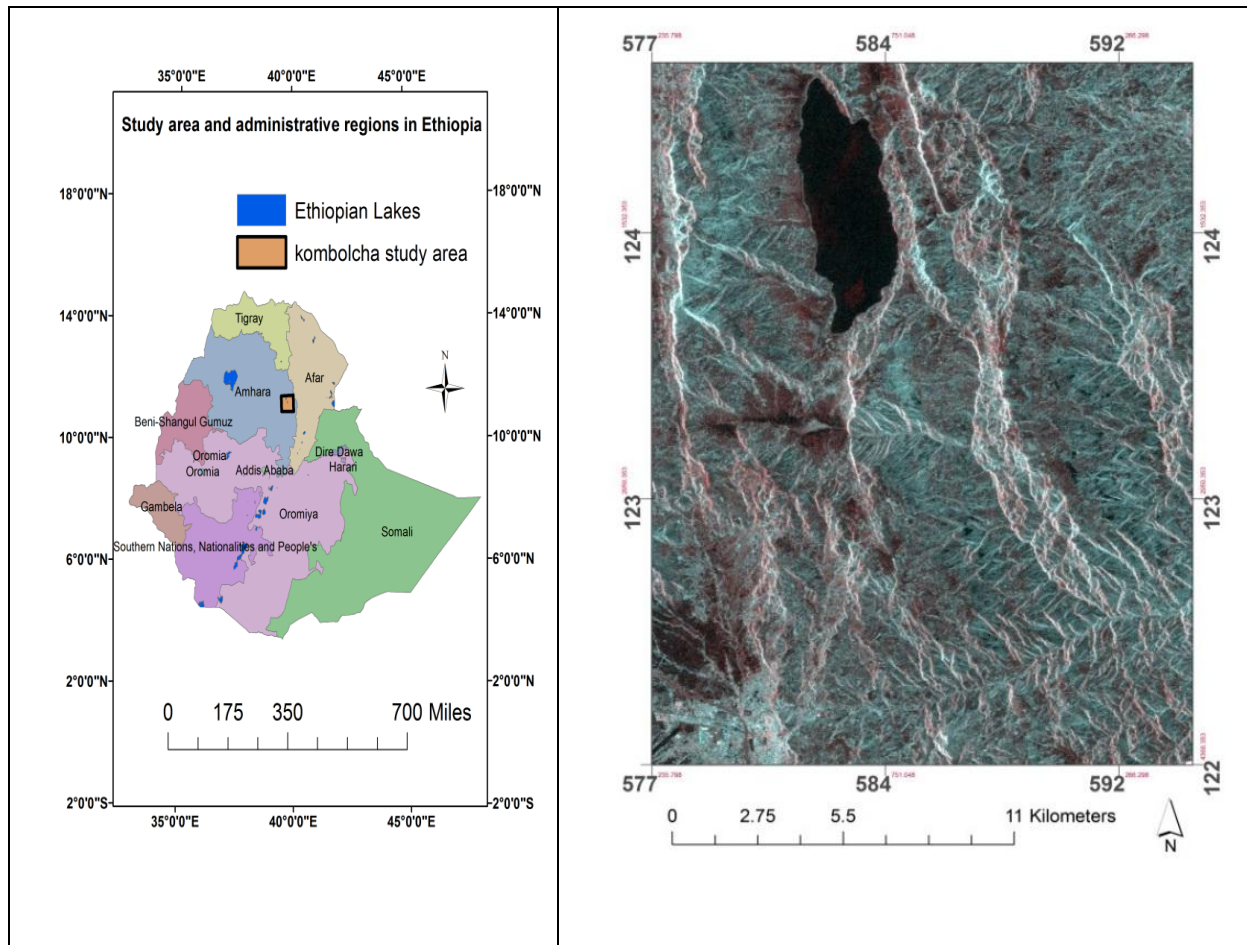 35°0'0"E 40°0'0"E 45°0'0"E
Study area and administrative regions in Ethiopia
18°0'0"N 18°0'0"N
Ethiopian Lakes
kombolcha study area
14°0'0"N 14°0'0"N
Tigray
N
Afar
Amhara
Beni-Shangul Gumuz
10°0'0"N 10°0'0"N
Oromia
Dire Dawa
Oromia
Addis Ababa
Harari
Gambela
Oromiya
Somali
Southern Nations, Nationalities and People's
6°0'0"N 6°0'0"N
2°0'0"N 2°0'0"N
0 175 350 700 Miles
2°0'0"S 2°0'0"S
35°0'0"E 40°0'0"E 45°0'0"E
577 584 751.048 592
124 124
123 123
122
577 584 751.048 592
0 2.75 5.5 11 Kilometers
N